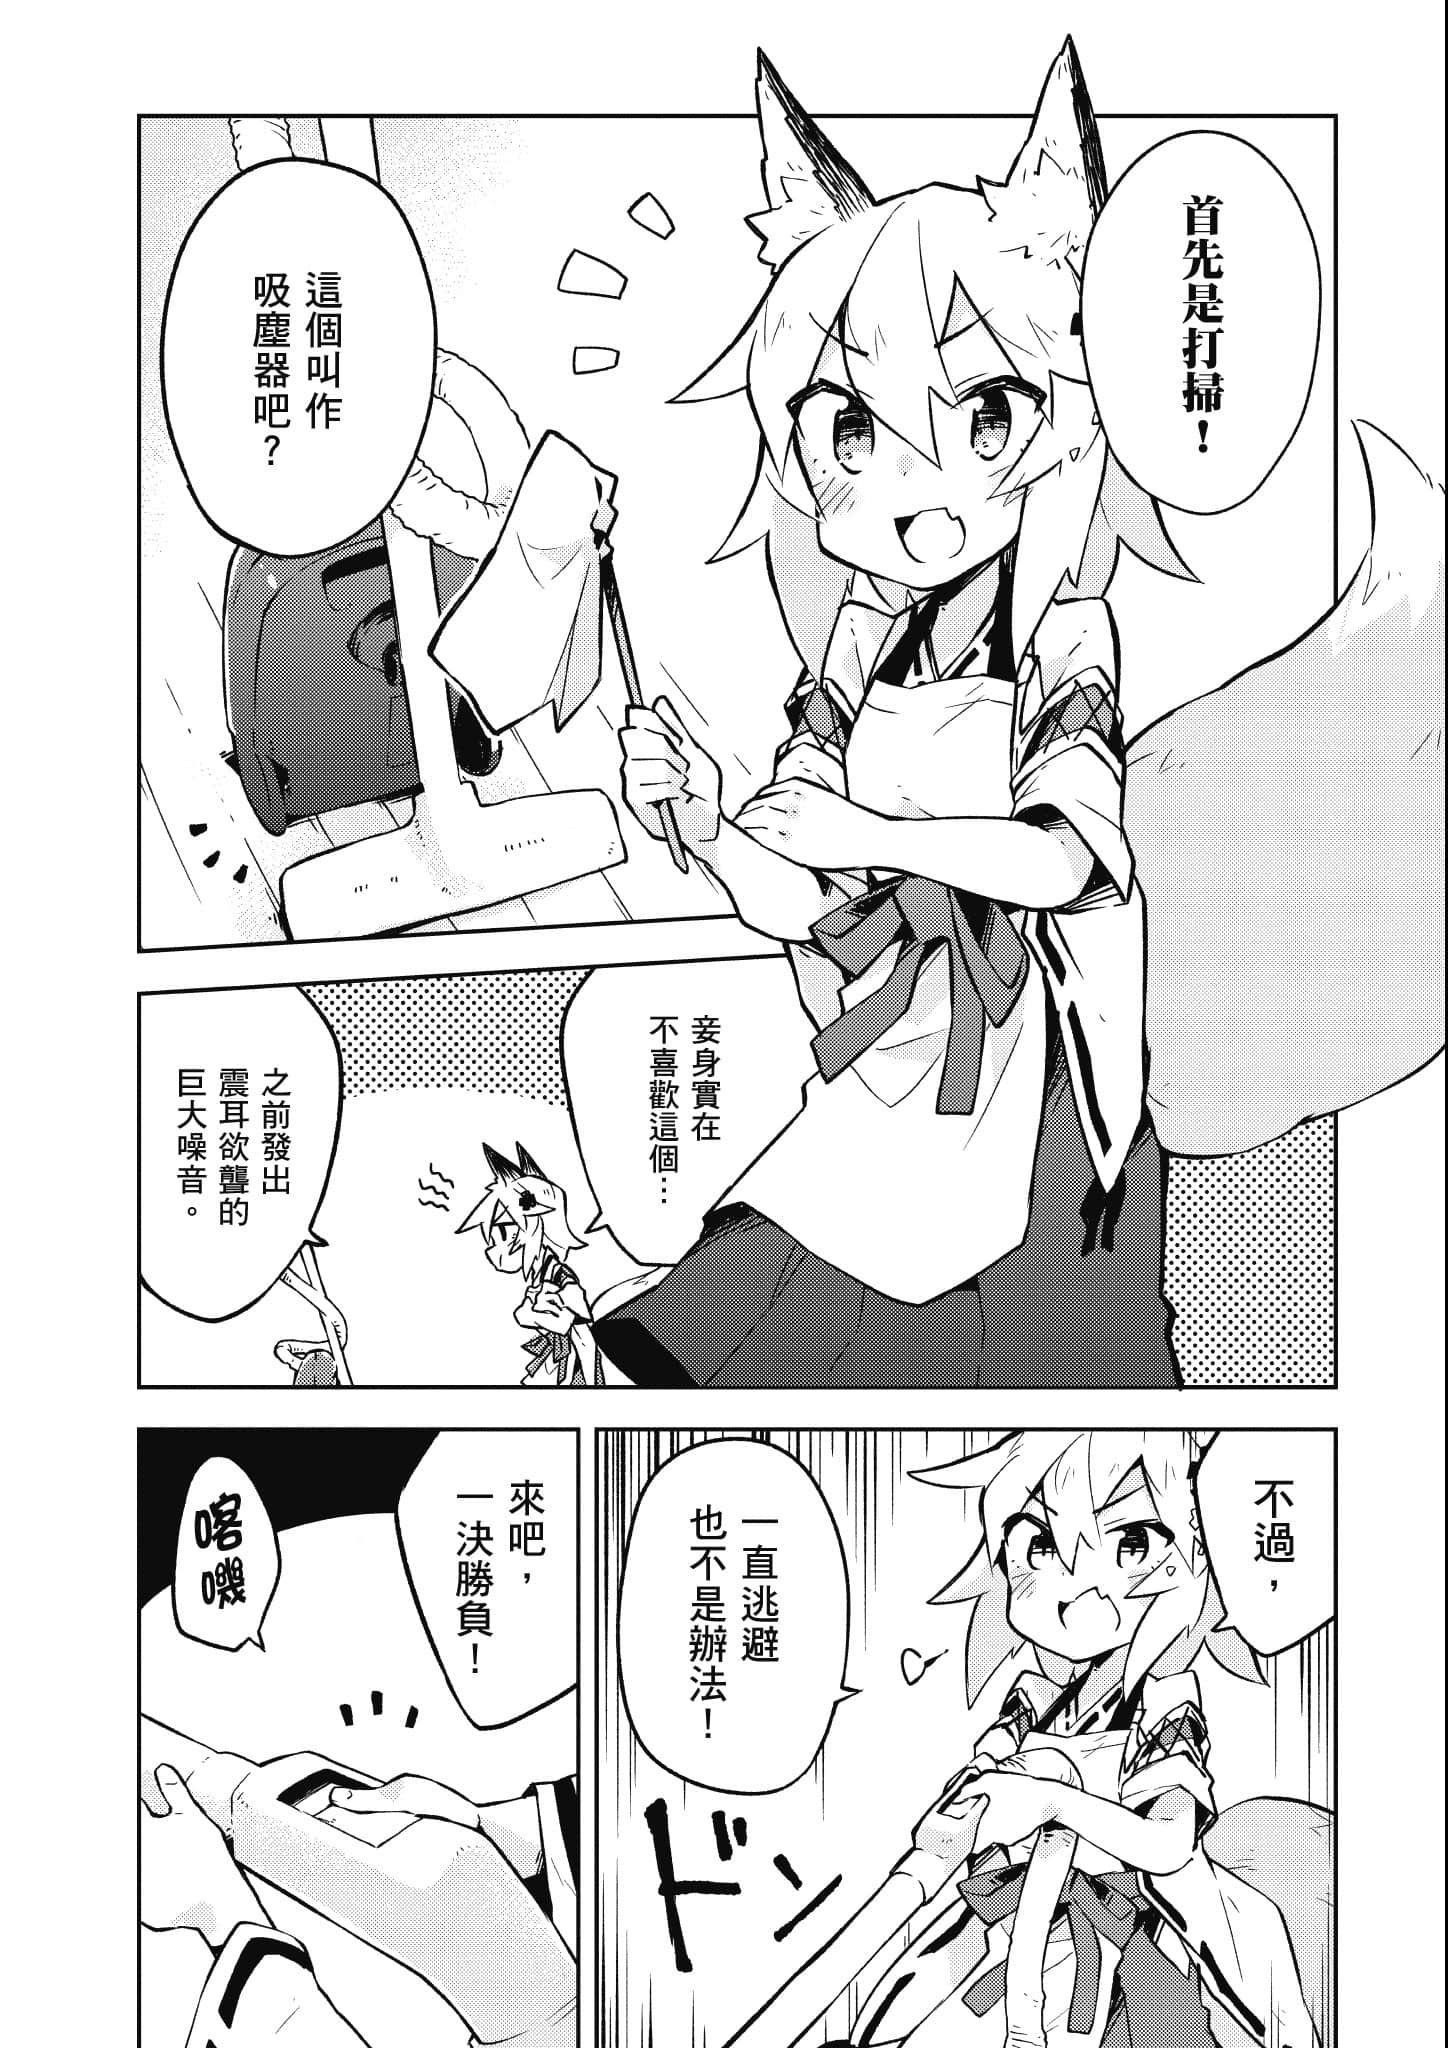 首先是打掃！
這個叫作
吸塵器吧？
妾身實在
不喜歡這個…
之前發出
震耳欲聾的
巨大噪音。
不過，
一直逃避
也不是辦法！
ドン
來吧，
一決勝負！
喀嘰